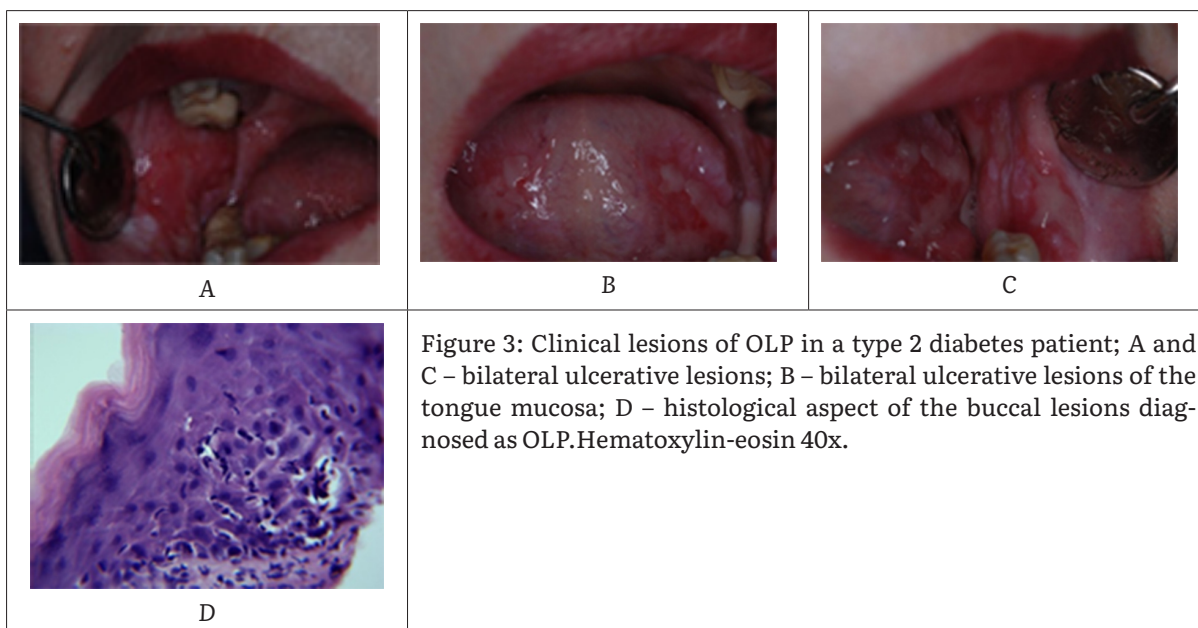 A
B
C
Figure 3: Clinical lesions of OLP in a type 2 diabetes patient; A and
C – bilateral ulcerative lesions; B – bilateral ulcerative lesions of the
tongue mucosa; D – histological aspect of the buccal lesions diag-
nosed as OLP.Hematoxylin-eosin 40x.
D